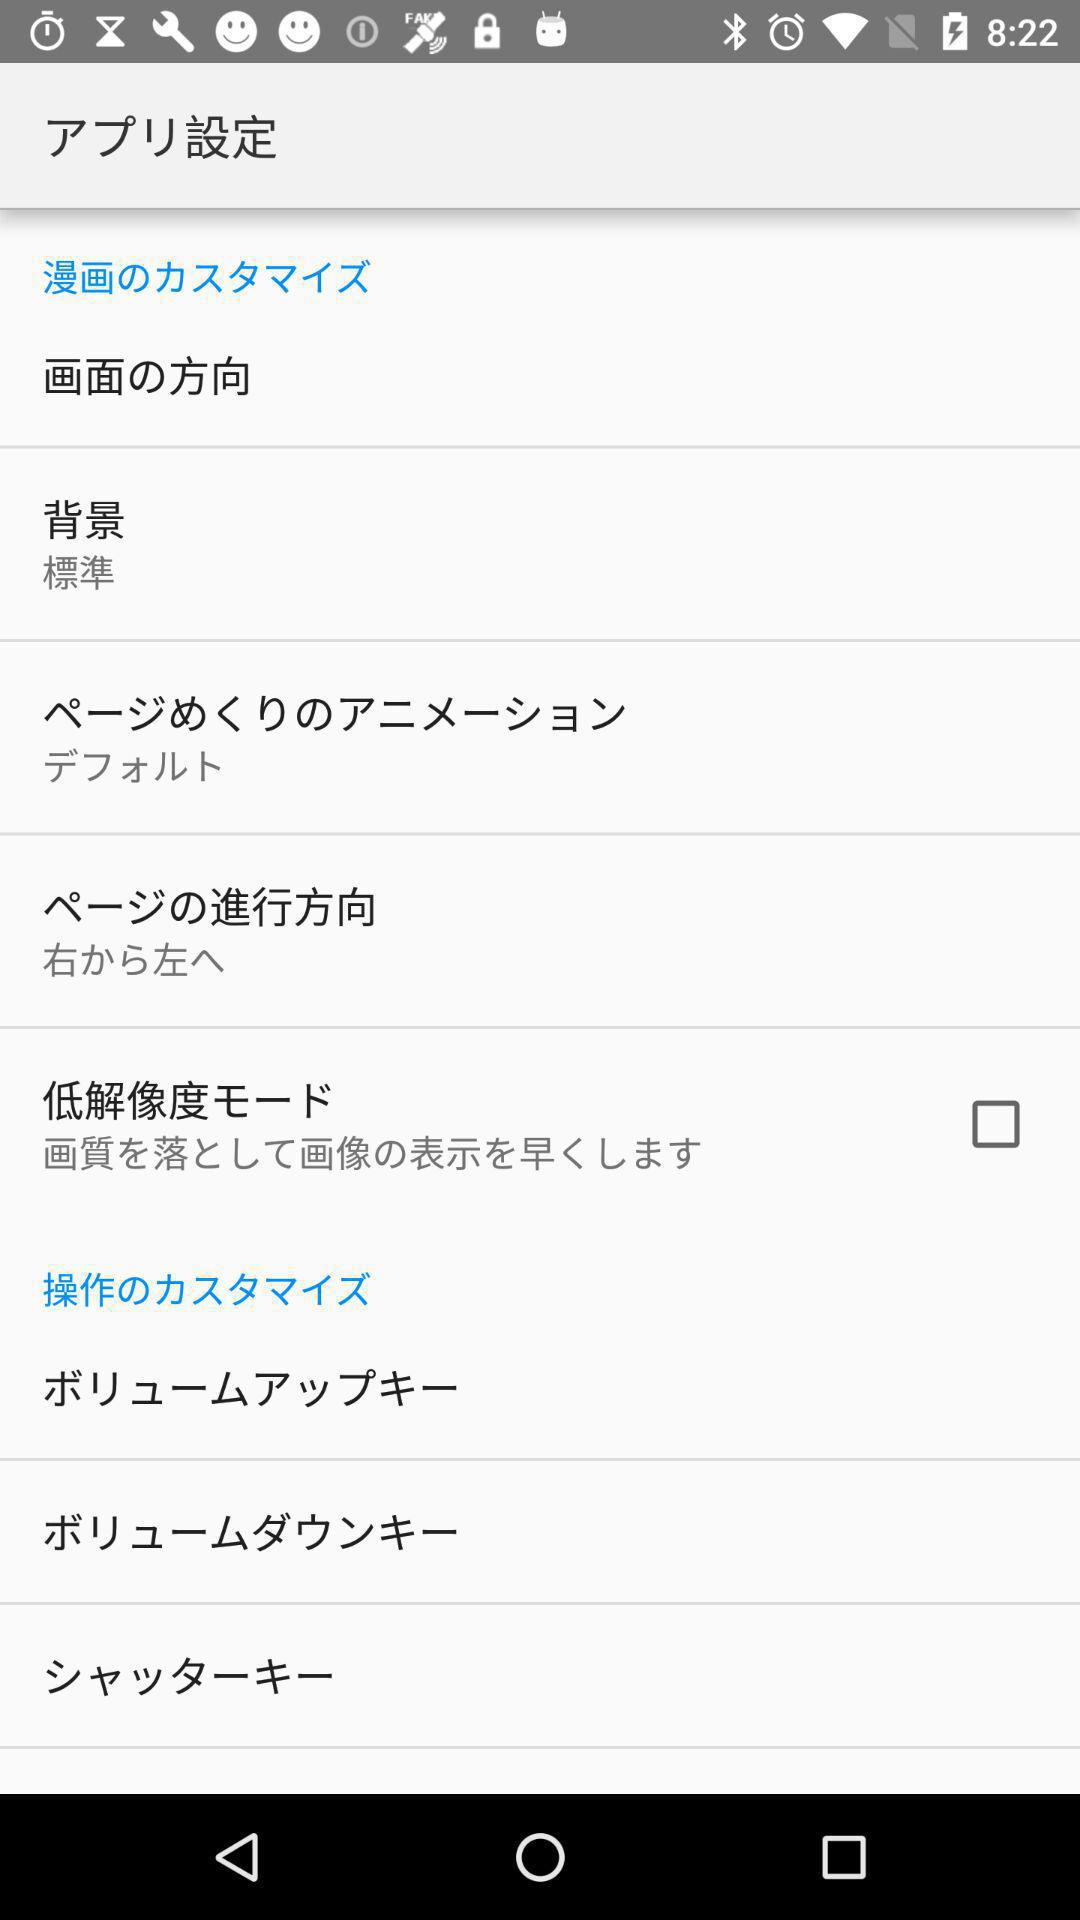 FAKE
8:22
アプリ設定
漫画のカスタマイズ
画面の方向
背景
標準
ページめくりのアニメーション
デフォルト
ページの進行方向
右から左へ
低解像度モード
画質を落として画像の表示を早くします
操作のカスタマイズ
ボリュームアップキー
ボリュームダウンキー
シャッターキー